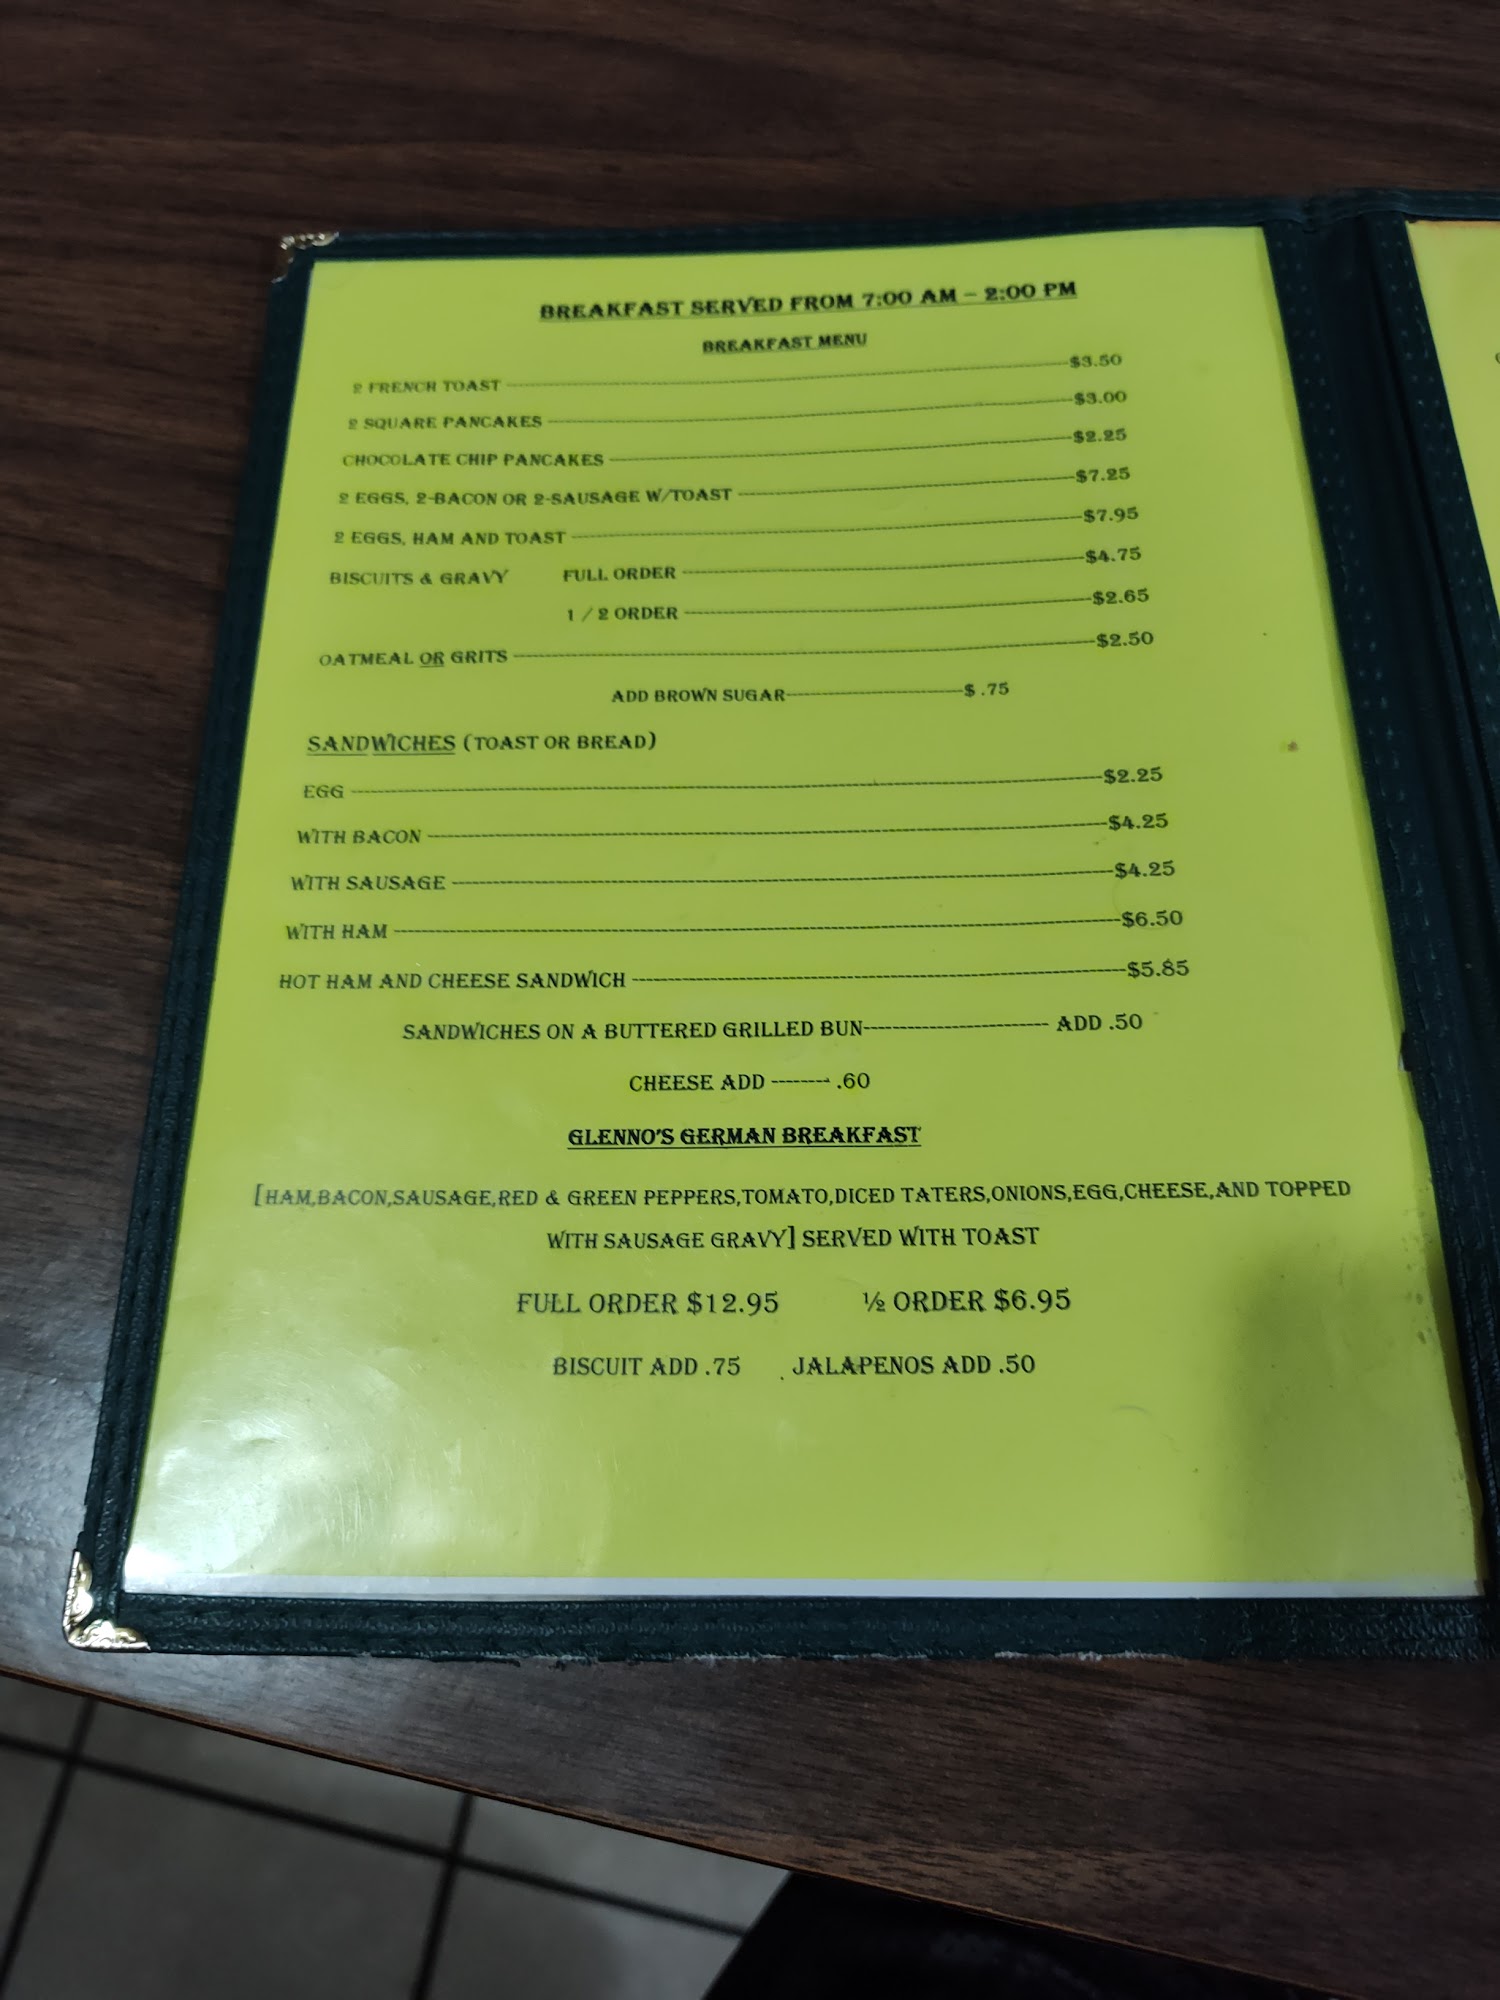 BREAKFAST SERVED FROM 7:00 AM – 2:00 PM
BREAKFAST MENU
2 FRENCH TOAST $3.50
2 SQUARE PANCAKES $3.00
CHOCOLATE CHIP PANCAKES $2.25
2 EGGS, 2-BACON OR 2-SAUSAGE W/TOAST $7.25
2 EGGS, HAM AND TOAST $7.95
BISCUITS & GRAVY FULL ORDER $4.75
1 / 2 ORDER $2.65
OATMEAL OR GRITS $2.50
ADD BROWN SUGAR $ .75
SANDWICHES (TOAST OR BREAD)
EGG $2.25
WITH BACON $4.25
WITH SAUSAGE $4.25
WITH HAM $6.50
HOT HAM AND CHEESE SANDWICH $5.85
SANDWICHES ON A BUTTERED GRILLED BUN ADD .50
CHEESE ADD -------- .60
GLENNO'S GERMAN BREAKFAST
[HAM,BACON,SAUSAGE,RED & GREEN PEPPERS,TOMATO,DICED TATERS,ONIONS,EGG,CHEESE,AND TOPPED
WITH SAUSAGE GRAVY] SERVED WITH TOAST
FULL ORDER $12.95 ½ ORDER $6.95
BISCUIT ADD .75 JALAPENOS ADD .50